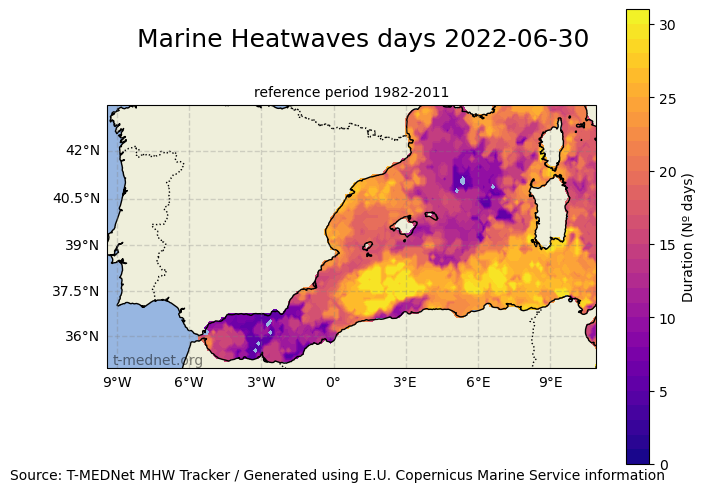 Marine Heatwaves days 2022-06-30
reference period 1982-2011
42°N
40.5°N
39°N
37.5°N
36°N
t-mednet.org
9°W 6°W 3°W 0° 3°E 6°E 9°E
30
20
15
10
5
0
Duration (Nº days)
Source: T-MEDNet MHW Tracker / Generated using E.U. Copernicus Marine Service information